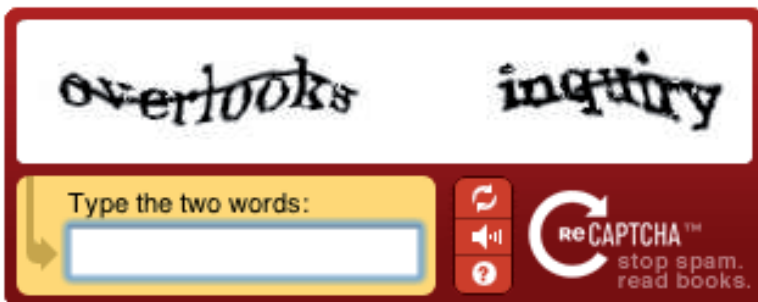 overlooks inquiry
Type the two words:
ReCAPTCHA™
stop spam.
read books.
?